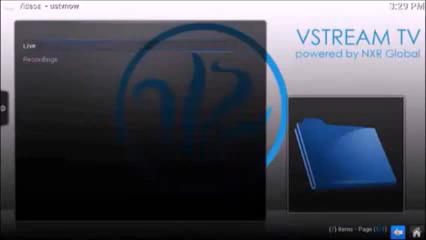 Videos - ustvnow
3:29 PM
Live
Recordings
VSTREAM TV
powered by NXR Global
(2) Items - Page (1/1)